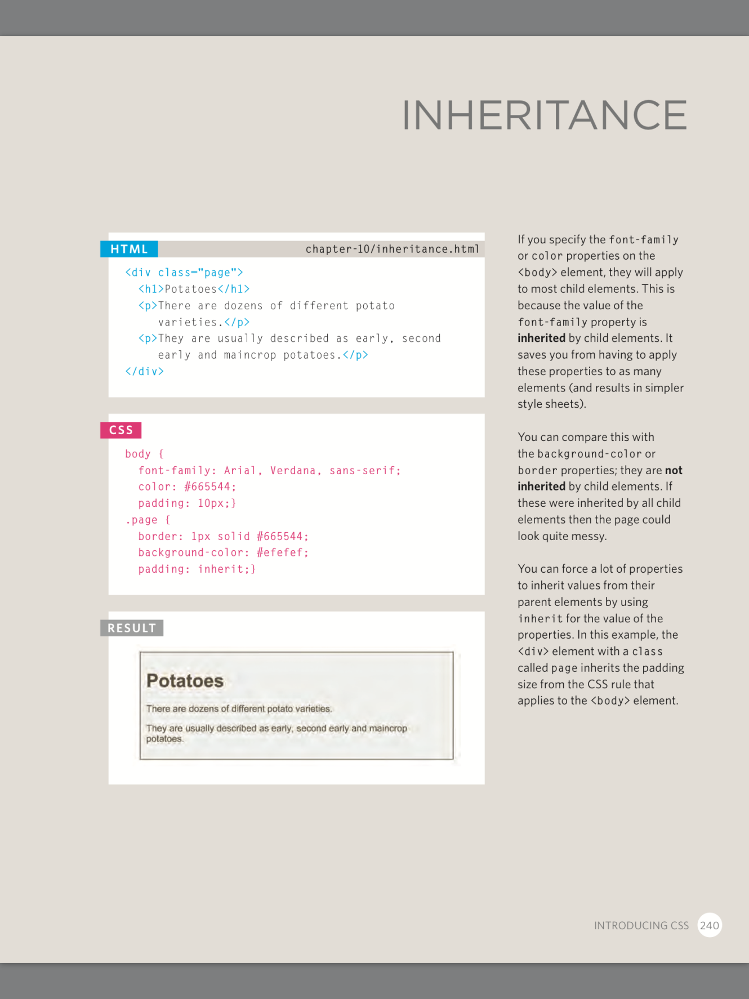 INHERITANCE
HTML
chapter-10/inheritance.html
<div class="page">
<h1>Potatoes</h1>
<p>There are dozens of different potato
varieties.</p>
<p>They are usually described as early, second
early and maincrop potatoes.</p>
</div>
CSS
body {
font-family: Arial, Verdana, sans-serif;
color: #665544;
padding: 10px;}
.page {
border: 1px solid #665544;
background-color: #efefef;
padding: inherit;}
RESULT
Potatoes
There are dozens of different potato varieties.
They are usually described as early, second early and maincrop
potatoes.
If you specify the font-family
or color properties on the
<body> element, they will apply
to most child elements. This is
because the value of the
font-family property is
inherited by child elements. It
saves you from having to apply
these properties to as many
elements (and results in simpler
style sheets).
You can compare this with
the background-color or
border properties; they are not
inherited by child elements. If
these were inherited by all child
elements then the page could
look quite messy.
You can force a lot of properties
to inherit values from their
parent elements by using
inherit for the value of the
properties. In this example, the
<div> element with a class
called page inherits the padding
size from the CSS rule that
applies to the <body> element.
INTRODUCING CSS 240